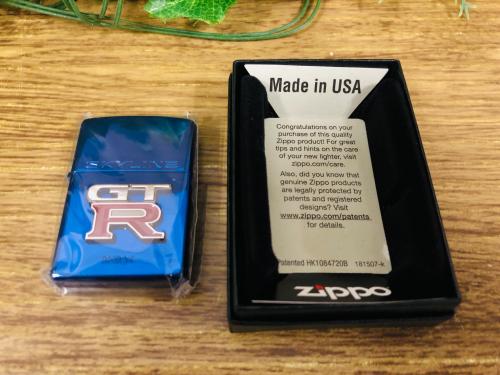 SKYLINE
GT
R
Made in USA
Congratulations on your
purchase of this quality
Zippo product! For great
tips and hints on the care
of your new lighter, visit
zippo.com/care.
Also, did you know that
genuine Zippo products
are legally protected by
patents and registered
designs? Visit
www.zippo.com/patents
for details.
Patented HK1084720B 181507-k
zippo